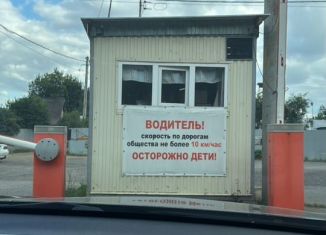 ВОДИТЕЛЬ!
скорость по дорогам
общества не более 10 км/час
ОСТОРОЖНО ДЕТИ!